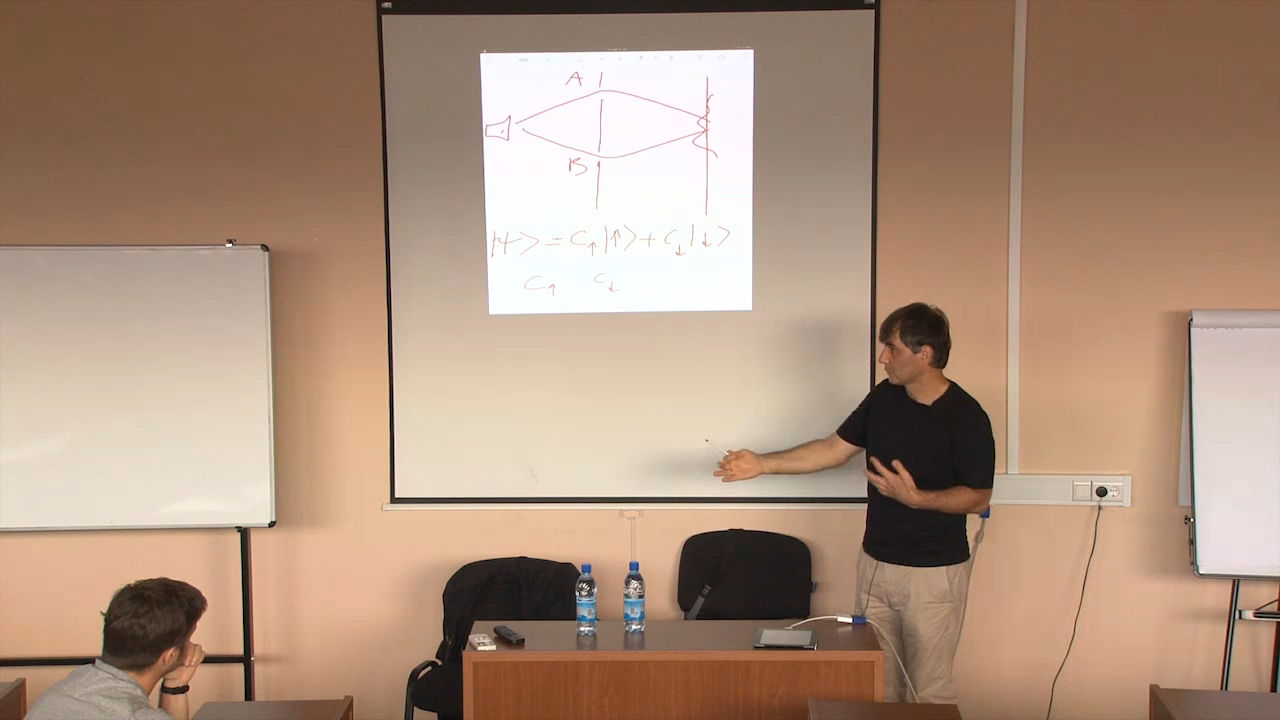 A
B
|ψ> = C↑|↑> + C↓|↓>
C↑ C↓